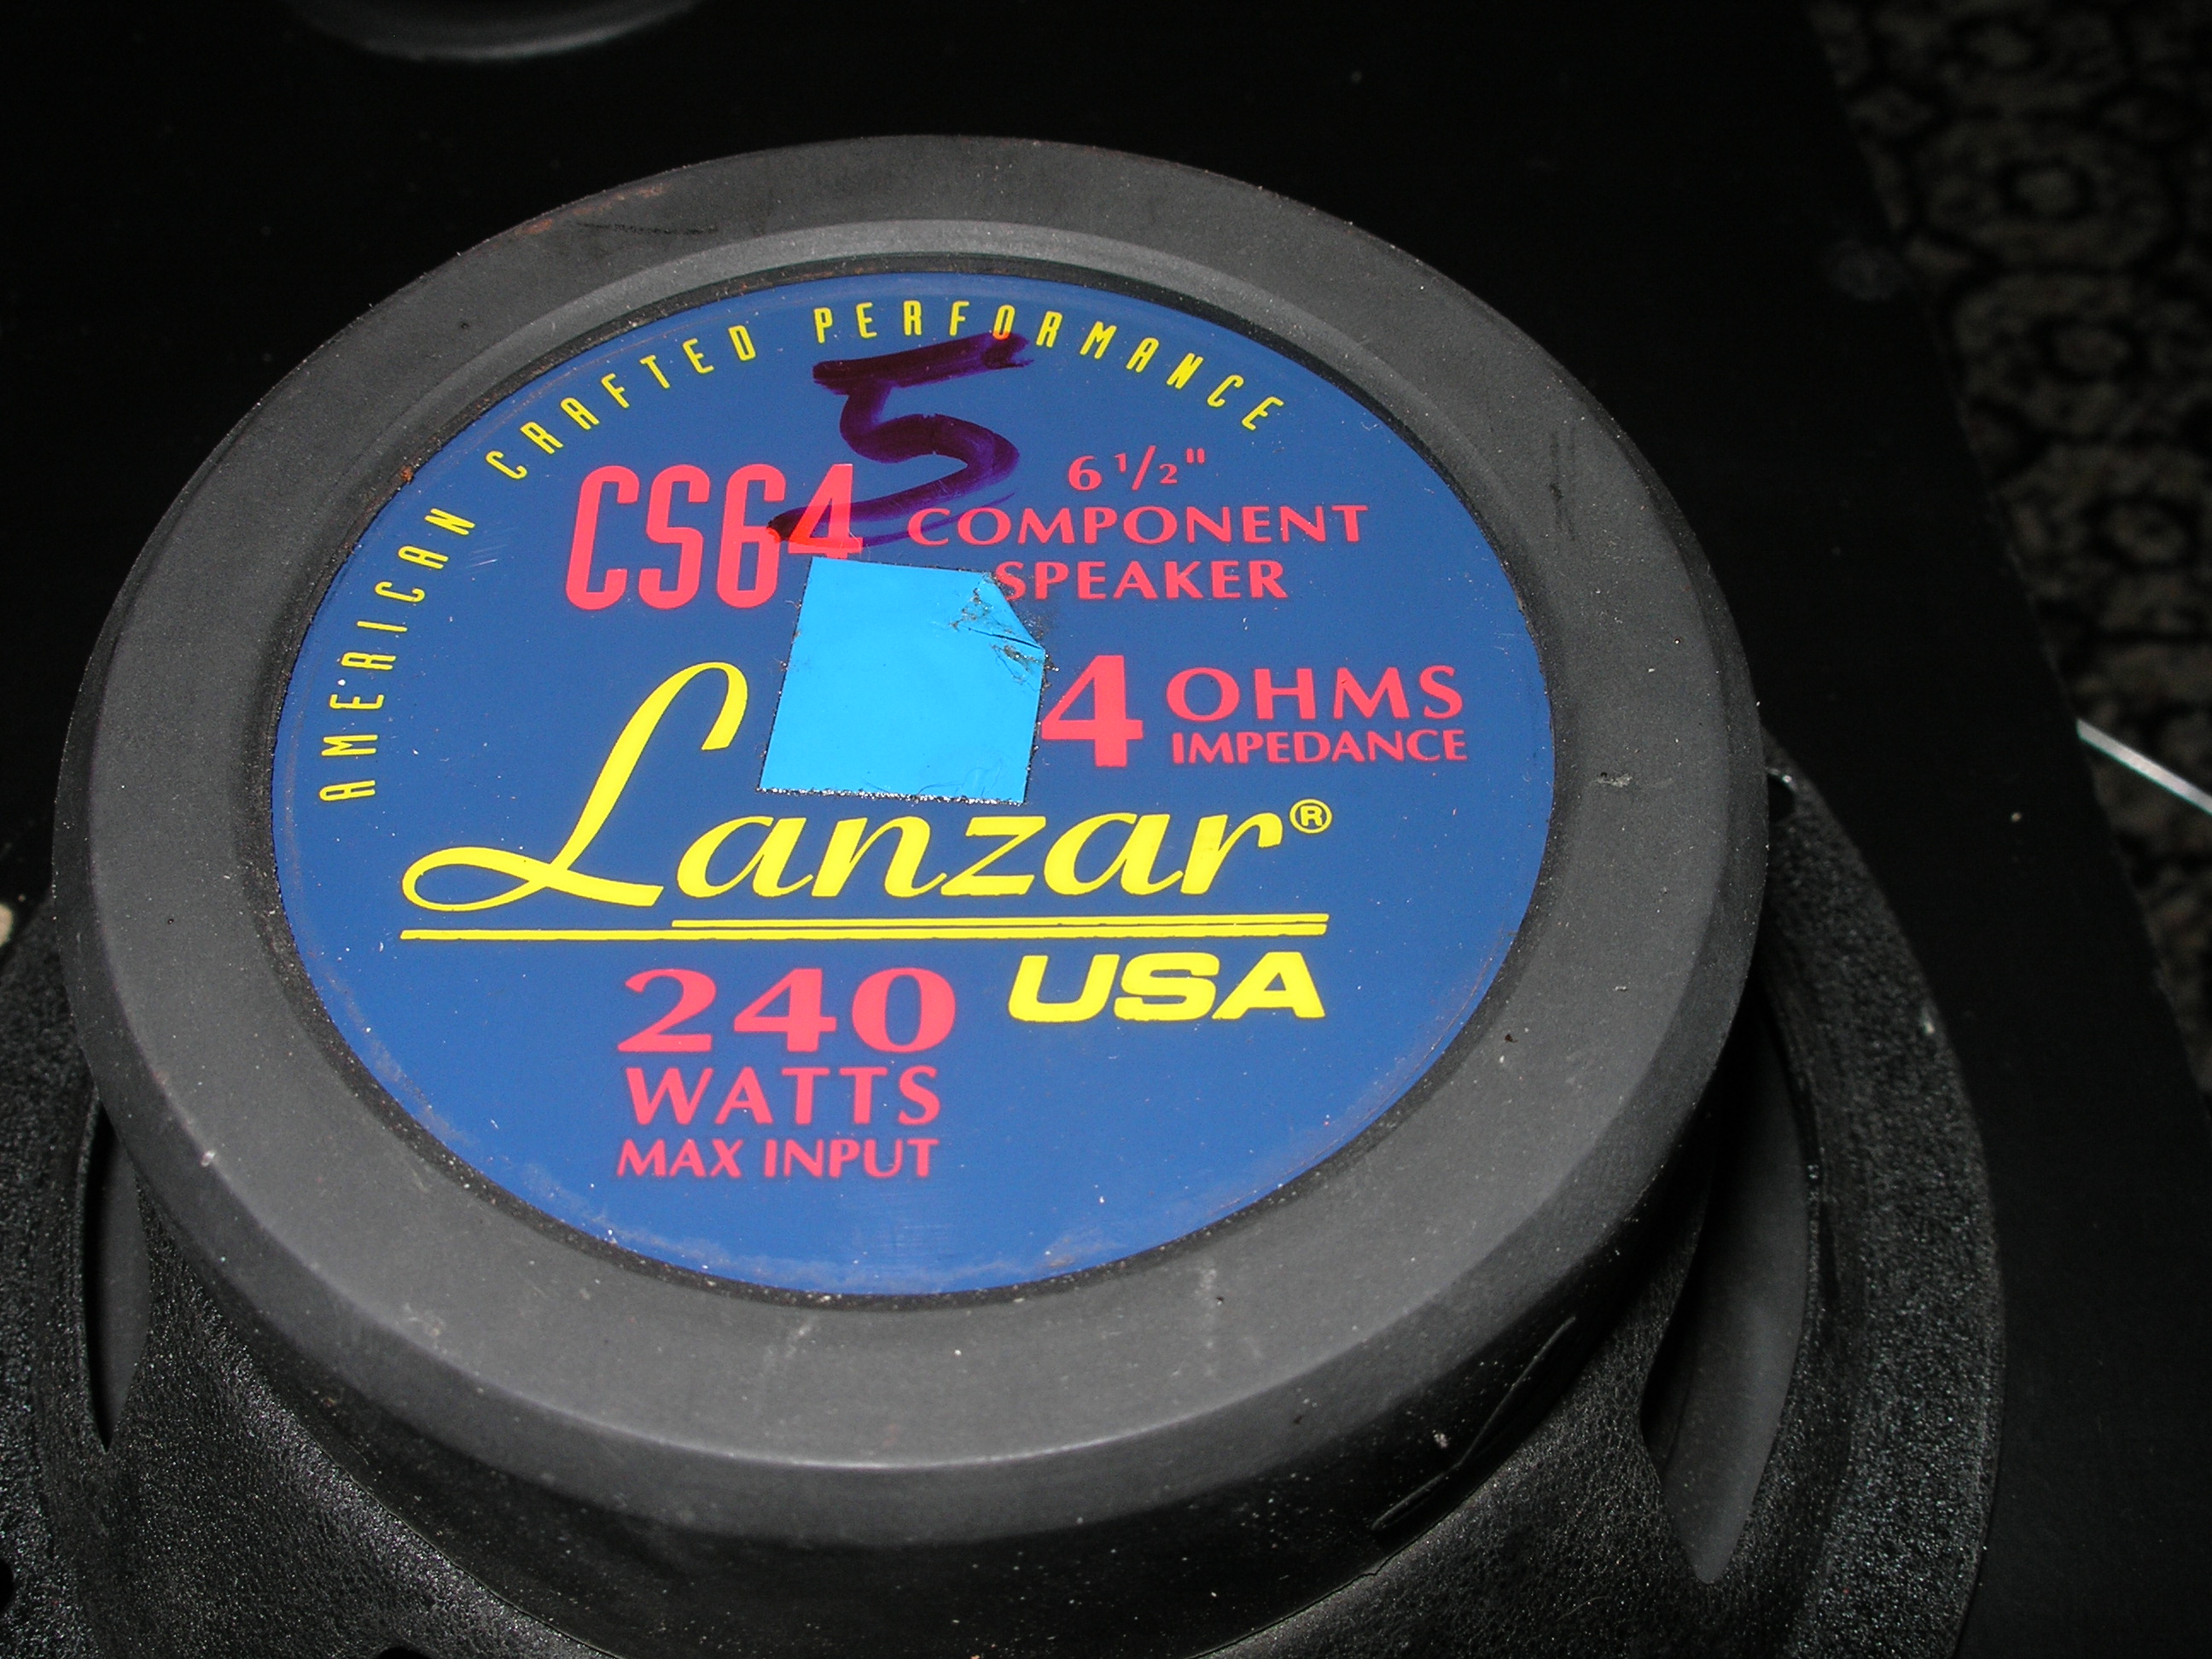 AMERICAN CRAFTED PERFORMANCE
5
CS64
6 1/2"
COMPONENT
SPEAKER
4 OHMS
IMPEDANCE
Lanzar®
USA
240
WATTS
MAX INPUT